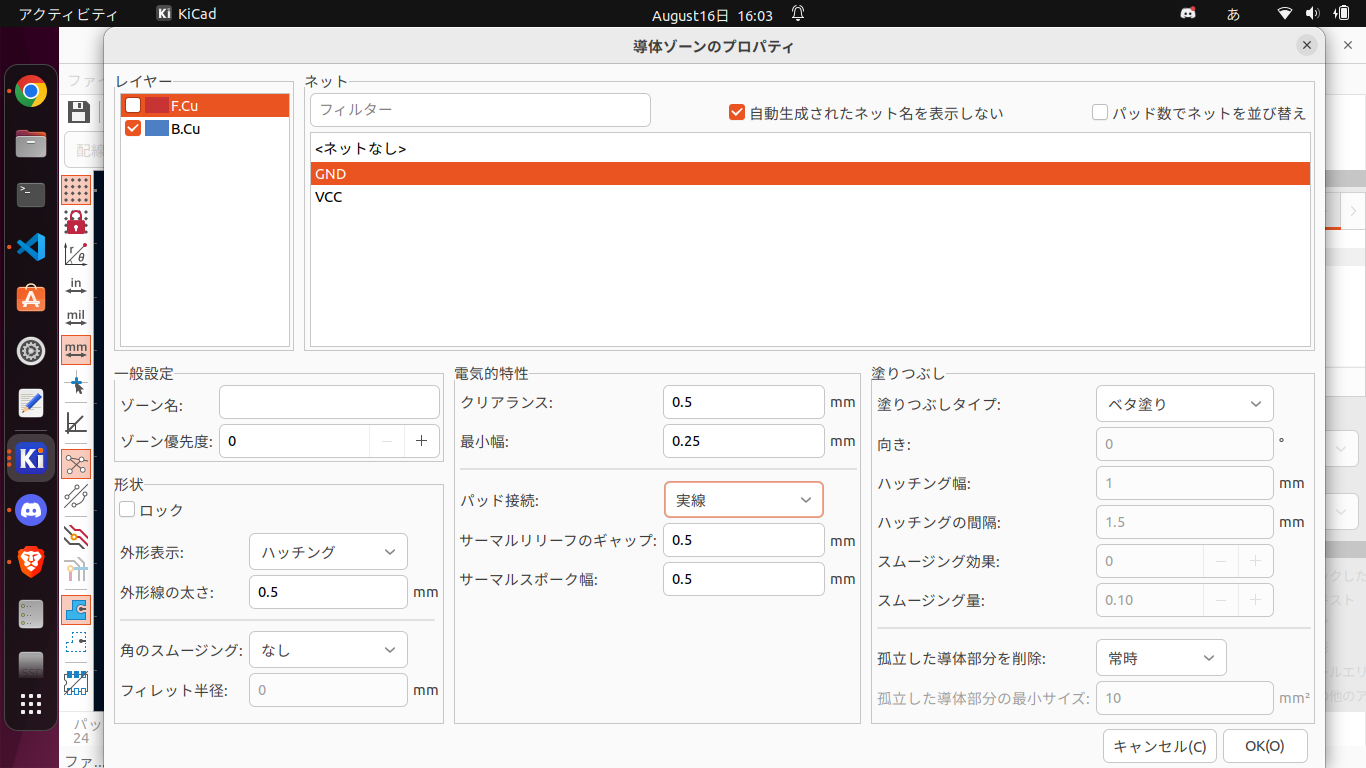 アクティビティ
KiCad
August16日 16:03
あ
導体ゾーンのプロパティ
ファイ
配線
レイヤー
F.Cu
B.Cu
ネット
フィルター
自動生成されたネット名を表示しない
パッド数でネットを並び替え
<ネットなし>
GND
VCC
in
mil
mm
一般設定
ゾーン名:
ゾーン優先度: 0
形状
ロック
外形表示: ハッチング
外形線の太さ: 0.5 mm
角のスムージング: なし
フィレット半径: 0 mm
電気的特性
クリアランス: 0.5 mm
最小幅: 0.25 mm
パッド接続: 実線
サーマルリリーフのギャップ: 0.5 mm
サーマルスポーク幅: 0.5 mm
塗りつぶし
塗りつぶしタイプ: ベタ塗り
向き: 0 °
ハッチング幅: 1 mm
ハッチングの間隔: 1.5 mm
スムージング効果: 0
スムージング量: 0.10
孤立した導体部分を削除: 常時
孤立した導体部分の最小サイズ: 10 mm²
キャンセル(C)
OK(O)
パッ
24
ファ...